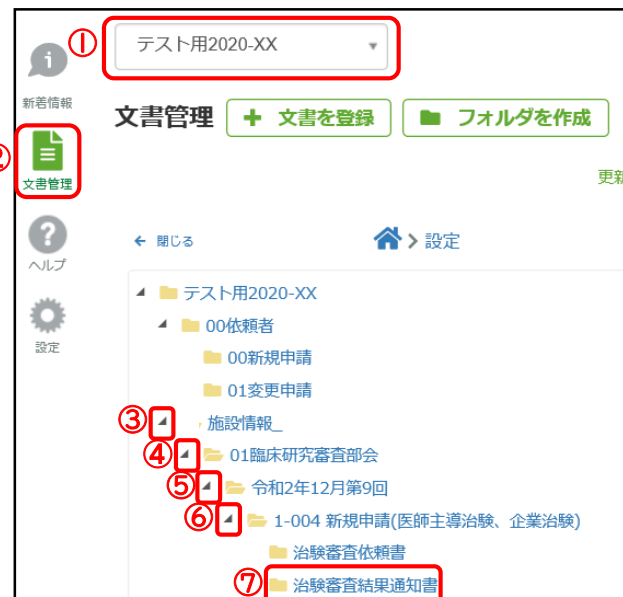 ①
テスト用2020-XX
新着情報
文書管理
+ 文書を登録
フォルダを作成
②
文書管理
更新
ヘルプ
設定
← 閉じる
> 設定
テスト用2020-XX
00依頼者
00新規申請
01変更申請
③
施設情報_
④
01臨床研究審査部会
⑤
令和2年12月第9回
⑥
1-004 新規申請(医師主導治験、企業治験)
治験審査依頼書
⑦
治験審査結果通知書